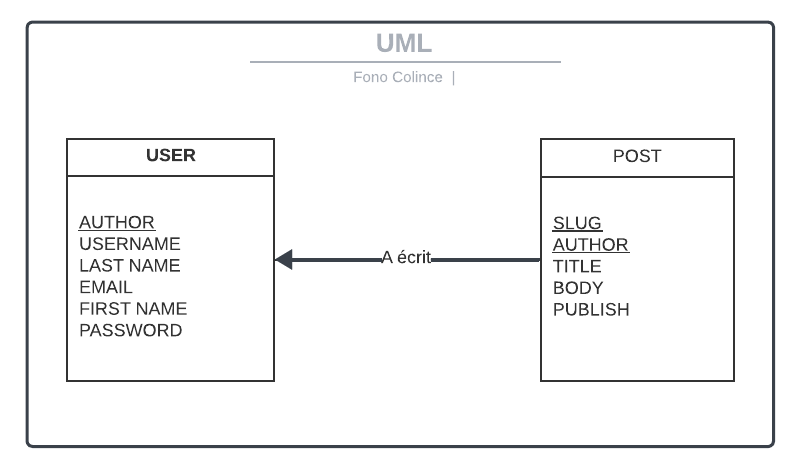 UML
Fono Colince |
USER
AUTHOR
USERNAME
LAST NAME
EMAIL
FIRST NAME
PASSWORD
A écrit
POST
SLUG
AUTHOR
TITLE
BODY
PUBLISH